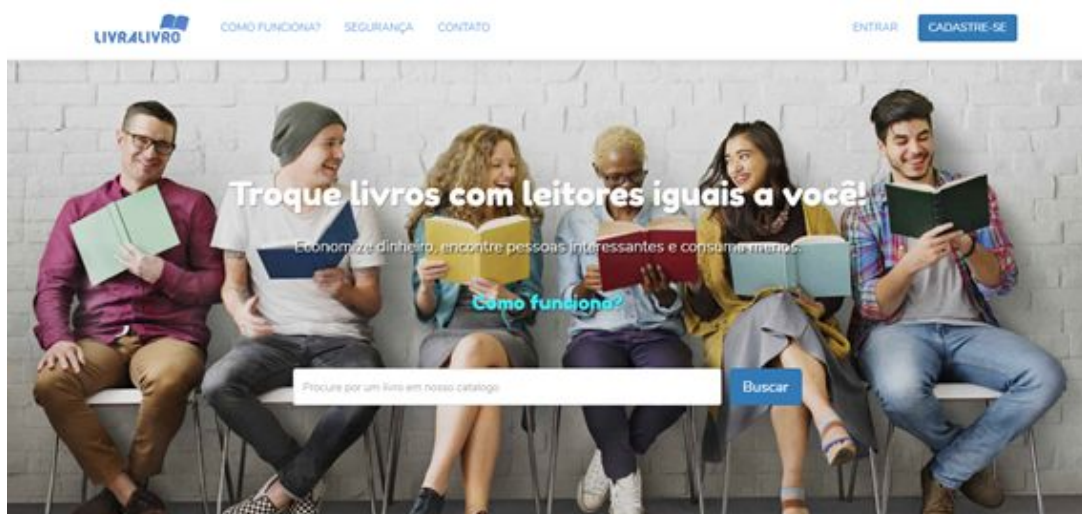 LIVRALIVRO
COMO FUNCIONA? SEGURANÇA CONTATO
ENTRAR CADASTRE-SE
Troque livros com leitores iguais a você!
Economize dinheiro, encontre pessoas interessantes e consuma menos.
Como funciona?
Procure por um livro em nosso catalogo
Buscar